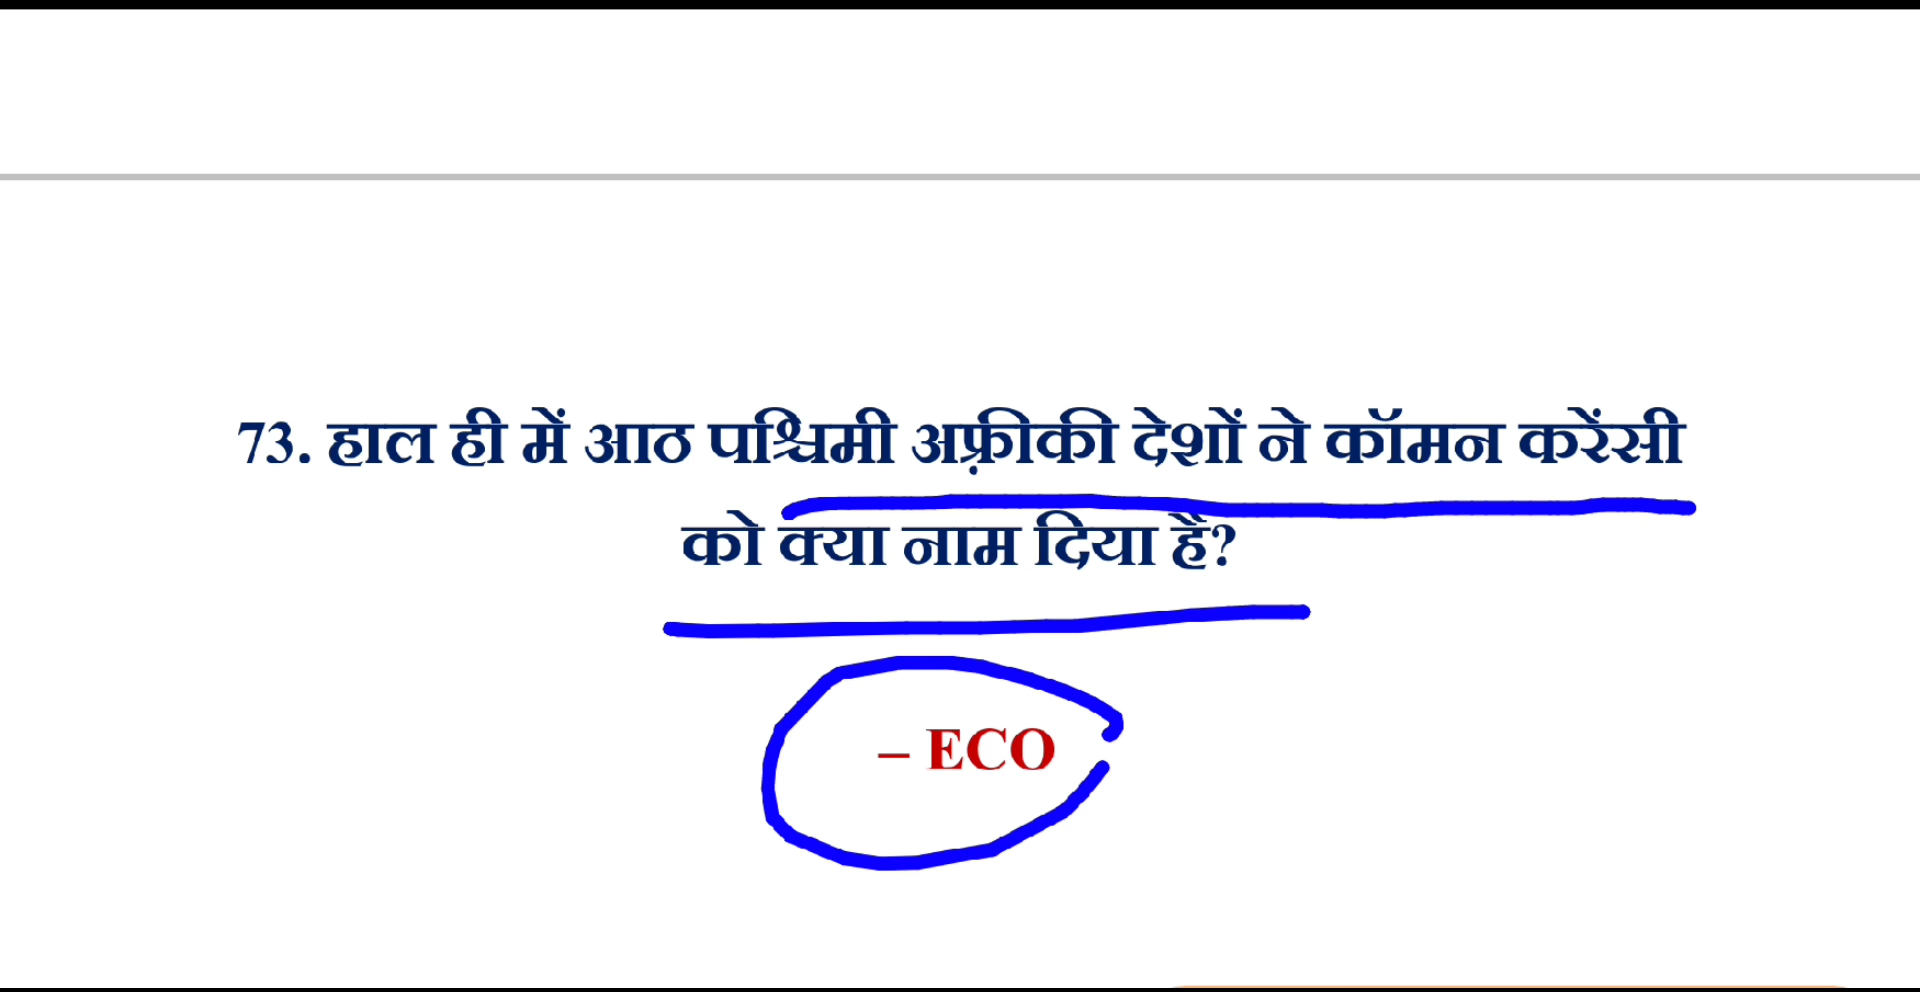 73. हाल ही में आठ पश्चिमी अफ़्रीकी देशों ने कॉमन करेंसी
को क्या नाम दिया है?
– ECO